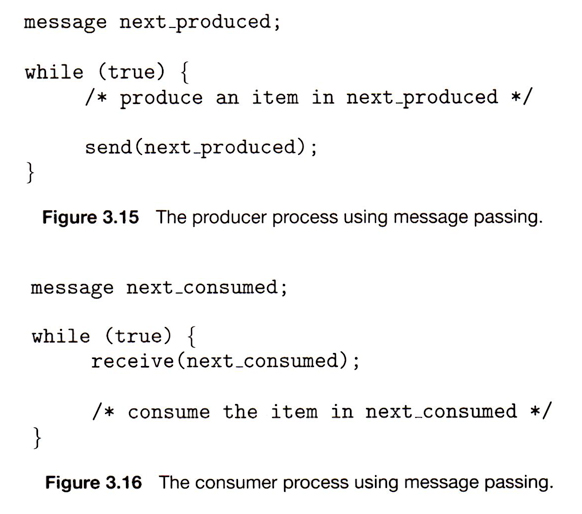 message next_produced;
while (true) {
/* produce an item in next_produced */
send(next_produced);
}
Figure 3.15 The producer process using message passing.
message next_consumed;
while (true) {
receive(next_consumed);
/* consume the item in next_consumed */
}
Figure 3.16 The consumer process using message passing.